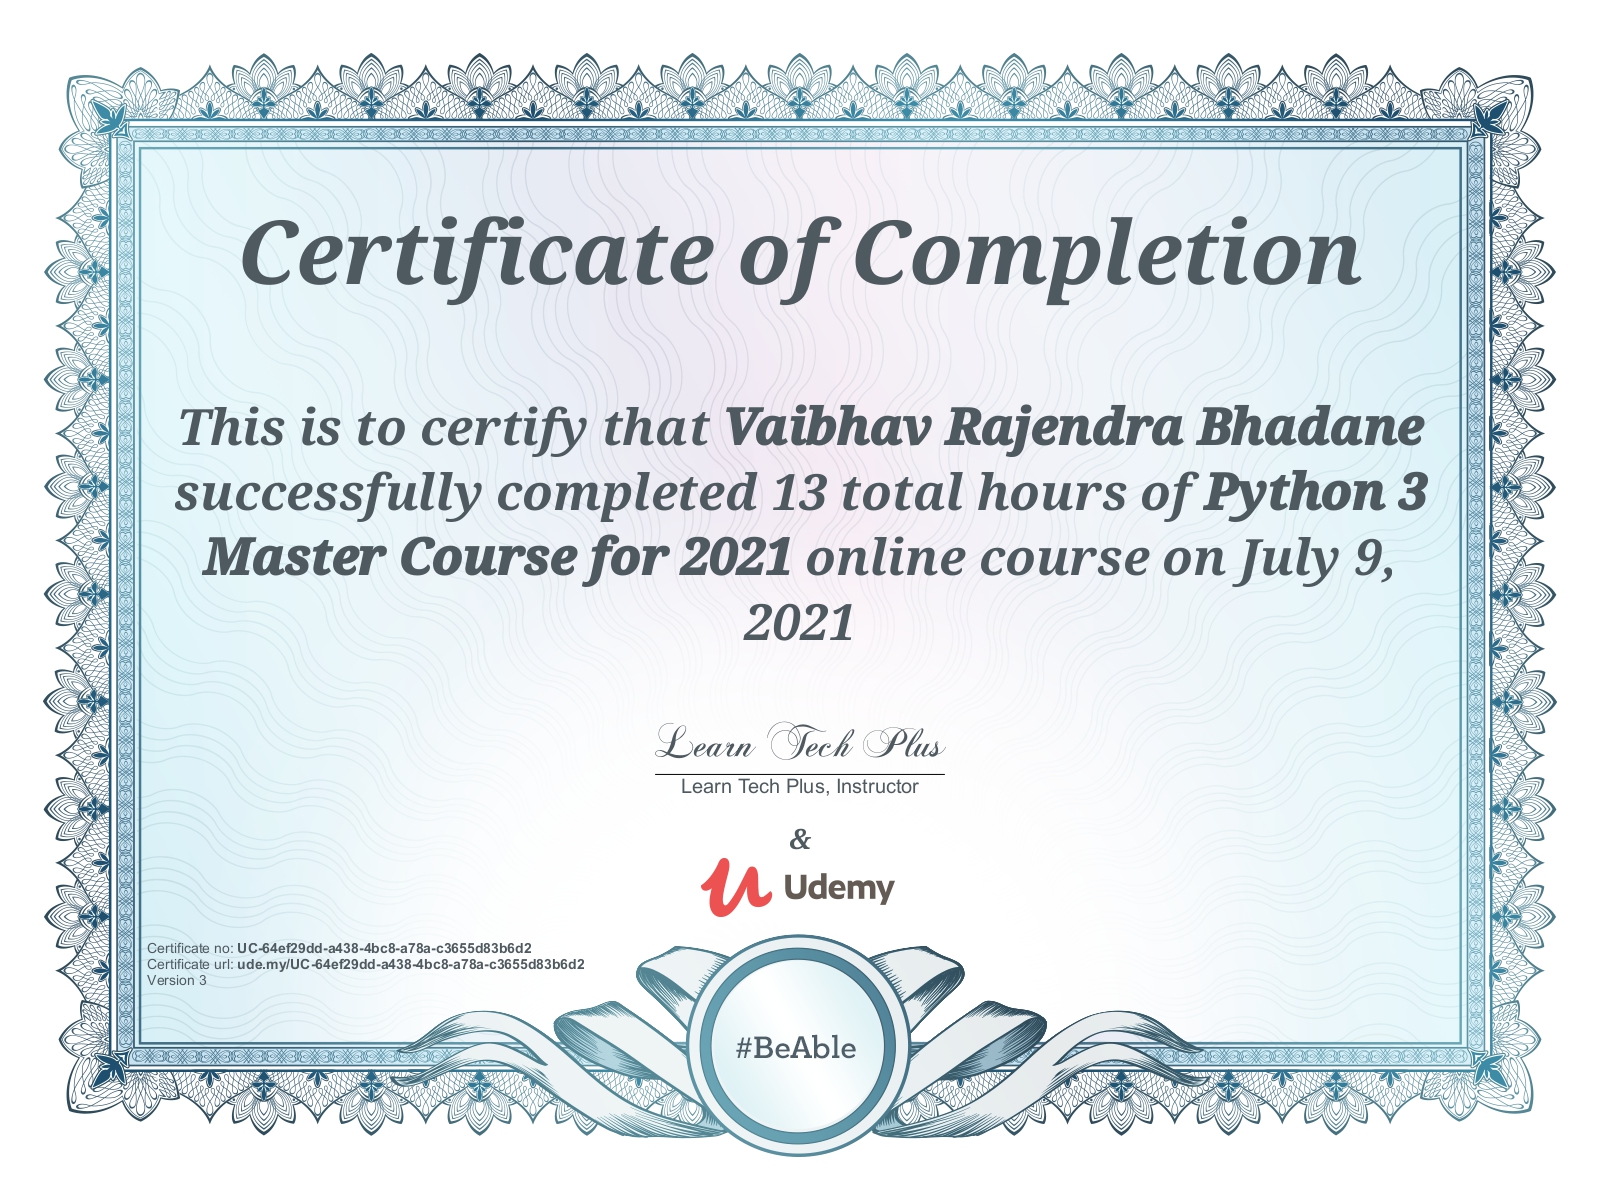 Certificate of Completion
This is to certify that Vaibhav Rajendra Bhadane
successfully completed 13 total hours of Python 3
Master Course for 2021 online course on July 9,
2021
Learn Tech Plus
Learn Tech Plus, Instructor
&
Udemy
Certificate no: UC-64ef29dd-a438-4bc8-a78a-c3655d83b6d2
Certificate url: ude.my/UC-64ef29dd-a438-4bc8-a78a-c3655d83b6d2
Version 3
#BeAble